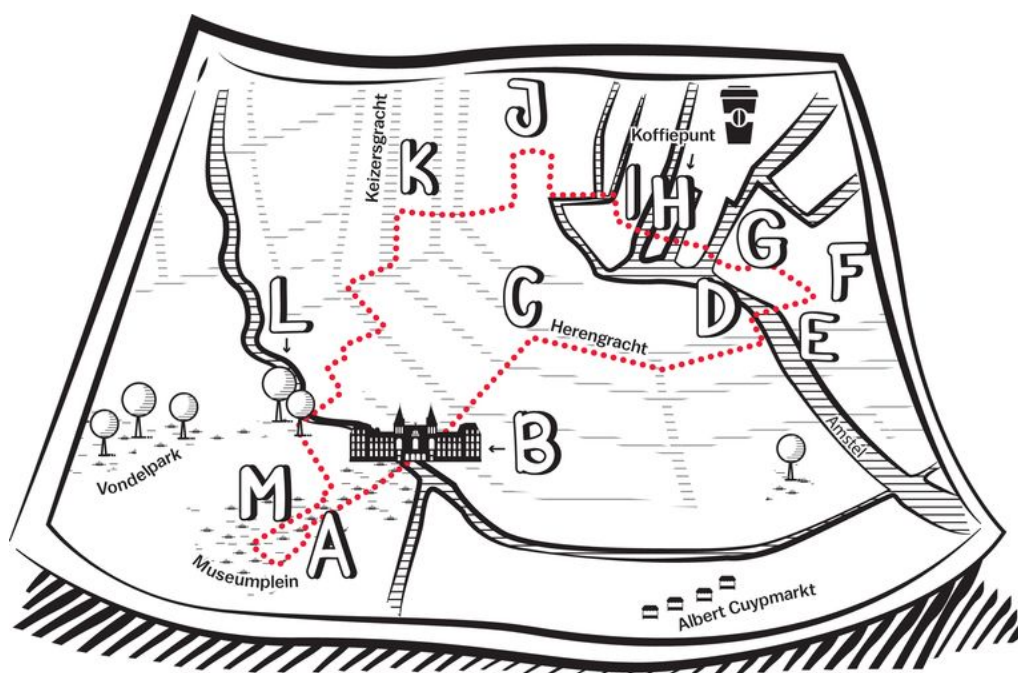 J
Koffiepunt
Keizersgracht
K
I
H
G
F
C
D
L
Herengracht
E
B
Amstel
Vondelpark
M
A
Museumplein
Albert Cuypmarkt